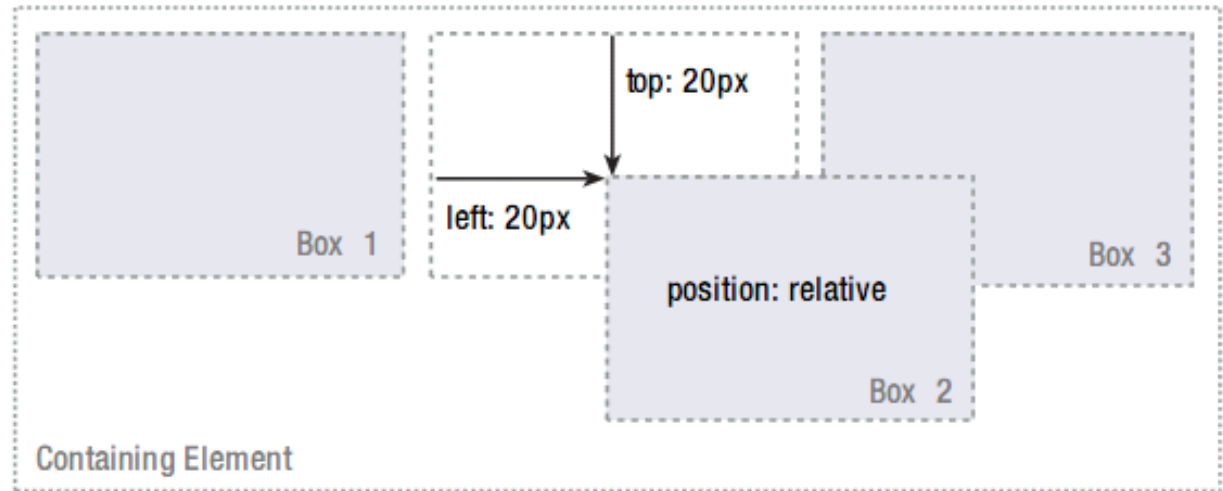 top: 20px
left: 20px
Box 1
Box 3
position: relative
Box 2
Containing Element